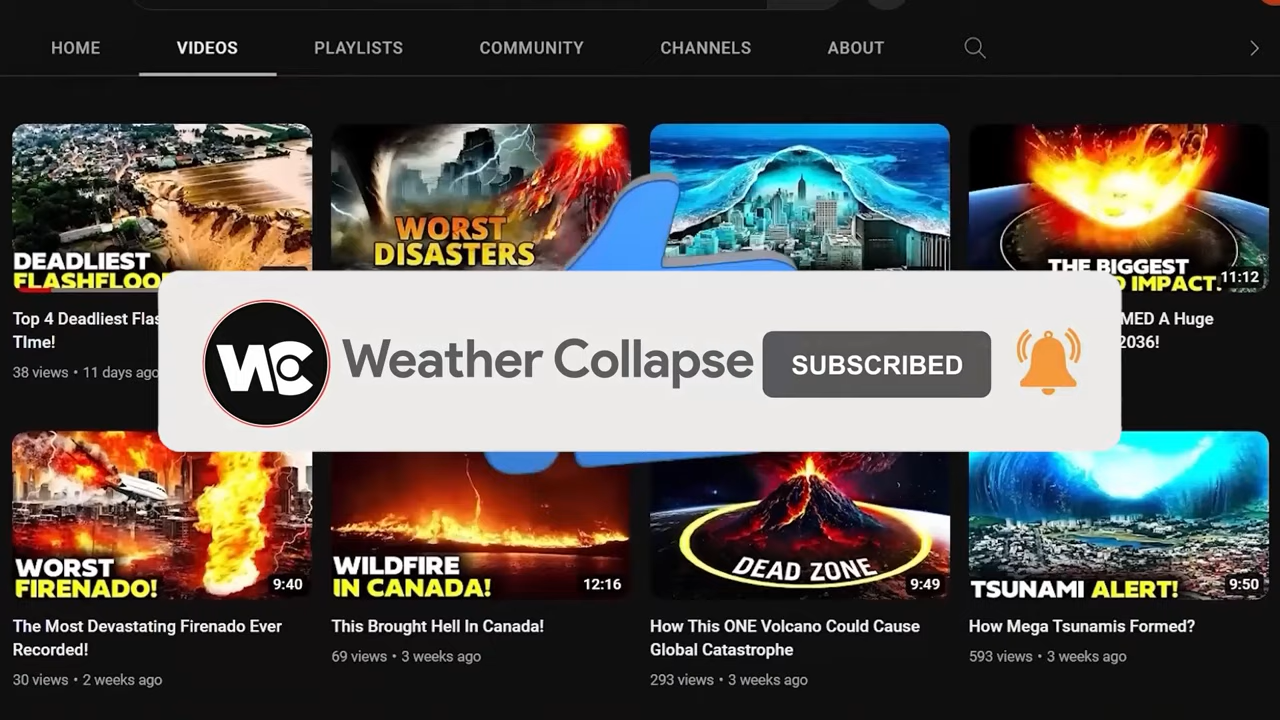 HOME VIDEOS PLAYLISTS COMMUNITY CHANNELS ABOUT
DEADLIEST
FLASHFLOO
WORST
DISASTERS
THE BIGGEST
IMPACT.
11:12
Top 4 Deadliest
TIme!
38 views • 11 days ago
MED A Huge
2036!
WC
Weather Collapse
SUBSCRIBED
WORST
FIRENADO!
9:40
WILDFIRE
IN CANADA!
12:16
DEAD ZONE
9:49
TSUNAMI ALERT!
9:50
The Most Devastating Firenado Ever
Recorded!
30 views • 2 weeks ago
This Brought Hell In Canada!
69 views • 3 weeks ago
How This ONE Volcano Could Cause
Global Catastrophe
293 views • 3 weeks ago
How Mega Tsunamis Formed?
593 views • 3 weeks ago